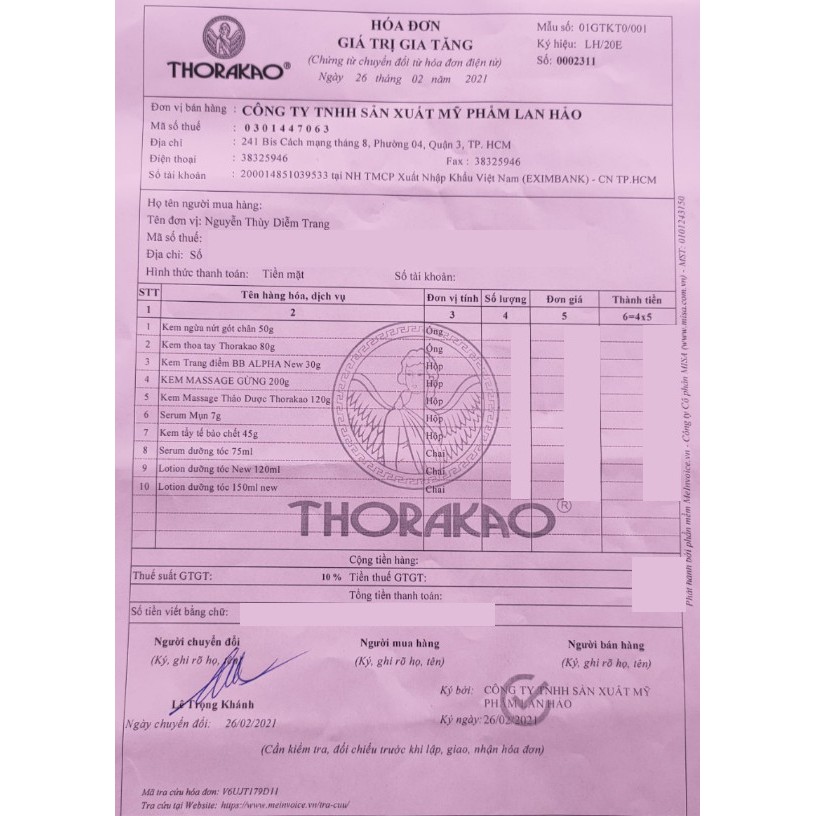 THORAKAO®
HÓA ĐƠN
GIÁ TRỊ GIA TĂNG
(Chứng từ chuyển đổi từ hóa đơn điện tử)
Ngày 26 tháng 02 năm 2021
Mẫu số: 01GTKT0/001
Ký hiệu: LH/20E
Số: 0002311
Đơn vị bán hàng : CÔNG TY TNHH SẢN XUẤT MỸ PHẨM LAN HẢO
Mã số thuế : 0301447063
Địa chỉ : 241 Bis Cách mạng tháng 8, Phường 04, Quận 3, TP. HCM
Điện thoại : 38325946 Fax : 38325946
Số tài khoản : 200014851039533 tại NH TMCP Xuất Nhập Khẩu Việt Nam (EXIMBANK) - CN TP.HCM
Họ tên người mua hàng:
Tên đơn vị: Nguyễn Thùy Diễm Trang
Mã số thuế:
Địa chỉ: Số
Hình thức thanh toán: Tiền mặt Số tài khoản:
STT Tên hàng hóa, dịch vụ Đơn vị tính Số lượng Đơn giá Thành tiền
1 2 3 4 5 6=4x5
1 Kem ngừa nứt gót chân 50g Ống
2 Kem thoa tay Thorakao 80g Ống
3 Kem Trang điểm BB ALPHA New 30g Hộp
4 KEM MASSAGE GỪNG 200g Hộp
5 Kem Massage Thảo Dược Thorakao 120g Hộp
6 Serum Mụn 7g Hộp
7 Kem tẩy tế bào chết 45g Hộp
8 Serum dưỡng tóc 75ml Chai
9 Lotion dưỡng tóc New 120ml Chai
10 Lotion dưỡng tóc 150ml new Chai
THORAKAO®
Cộng tiền hàng:
Thuế suất GTGT: 10 % Tiền thuế GTGT:
Tổng tiền thanh toán:
Số tiền viết bằng chữ:
Người chuyển đổi Người mua hàng Người bán hàng
(Ký, ghi rõ họ, tên) (Ký, ghi rõ họ, tên) (Ký, ghi rõ họ, tên)
Ký bởi: CÔNG TY TNHH SẢN XUẤT MỸ
PHẨM LAN HẢO
Lê Trọng Khánh
Ký ngày: 26/02/2021
Ngày chuyển đổi: 26/02/2021
(Cần kiểm tra, đối chiếu trước khi lập, giao, nhận hóa đơn)
Mã tra cứu hóa đơn: V6UJT179D11
Tra cứu tại Website: https://www.meinvoice.vn/tra-cuu/
Phát hành bởi phần mềm MeInvoice.vn - Công ty Cổ phần MISA (www.misa.com.vn) - MST: 0101243150